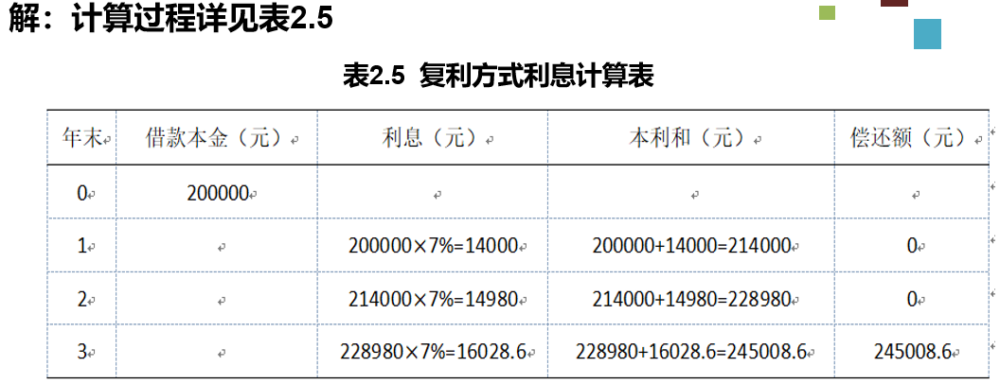 解：计算过程详见表2.5
表2.5 复利方式利息计算表
年末 借款本金（元） 利息（元） 本利和（元） 偿还额（元）
0 200000
1 200000×7%=14000 200000+14000=214000 0
2 214000×7%=14980 214000+14980=228980 0
3 228980×7%=16028.6 228980+16028.6=245008.6 245008.6